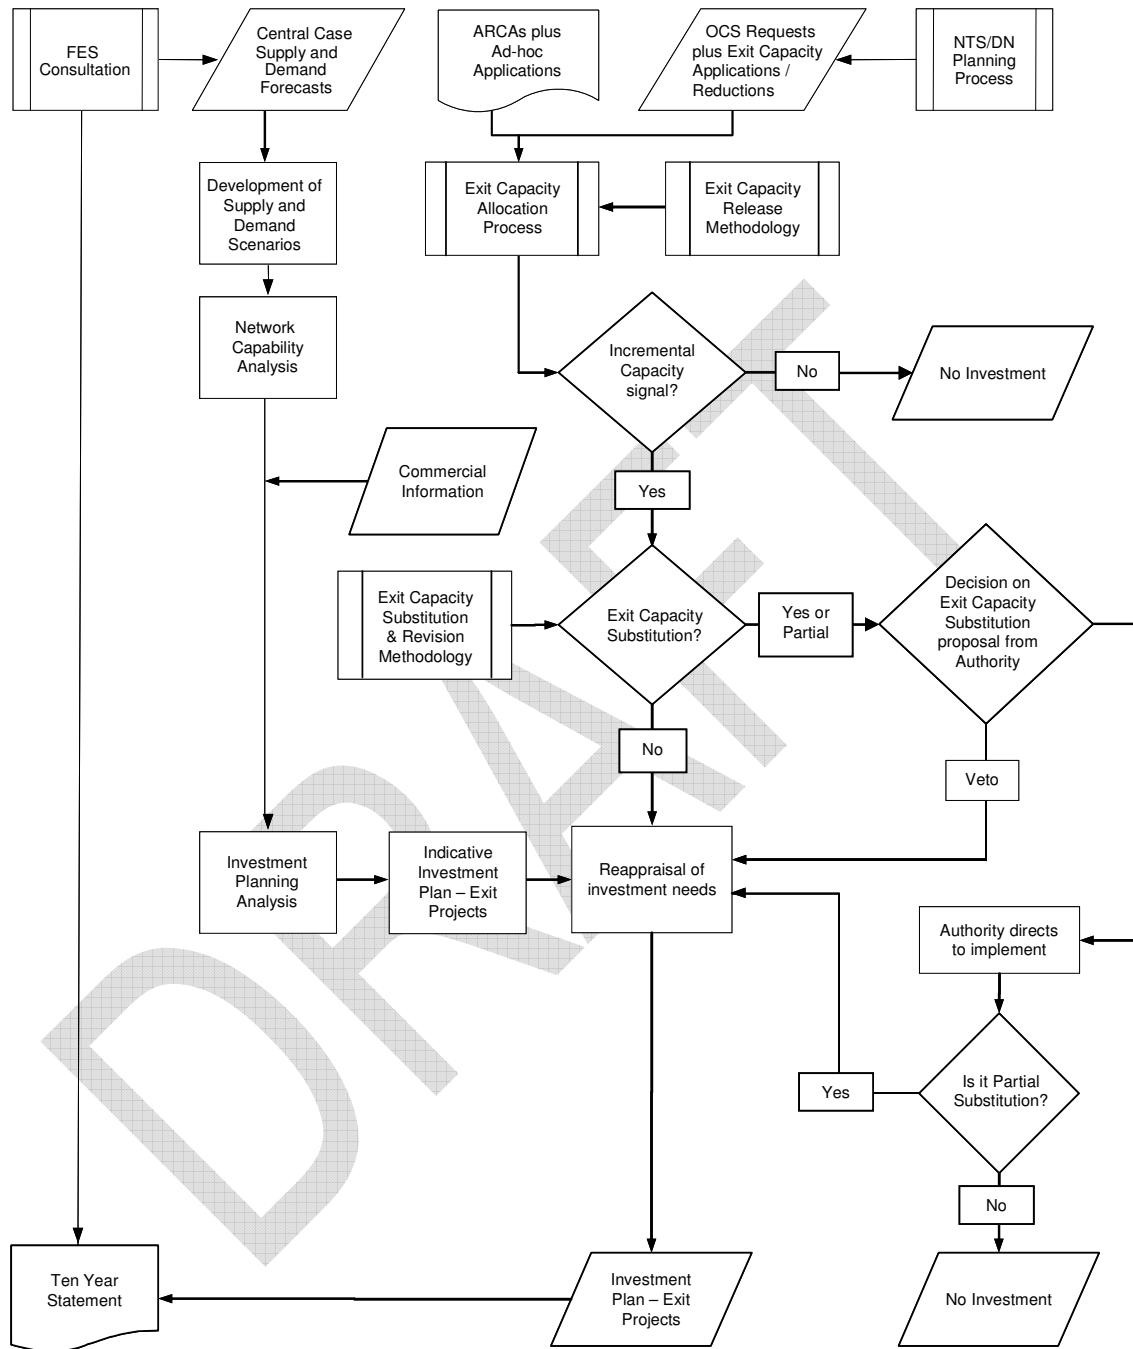 FES
Consultation
Central Case
Supply and
Demand
Forecasts
ARCAs plus
Ad-hoc
Applications
OCS Requests
plus Exit Capacity
Applications /
Reductions
NTS/DN
Planning
Process
Development of
Supply and
Demand
Scenarios
Exit Capacity
Allocation
Process
Exit Capacity
Release
Methodology
Network
Capability
Analysis
Incremental
Capacity
signal?
No
No Investment
Commercial
Information
Yes
Exit Capacity
Substitution
& Revision
Methodology
Exit Capacity
Substitution?
Yes or
Partial
Decision on
Exit Capacity
Substitution
proposal from
Authority
No
Veto
Investment
Planning
Analysis
Indicative
Investment
Plan – Exit
Projects
Reappraisal of
investment needs
Authority directs
to implement
Is it Partial
Substitution?
Yes
No
Ten Year
Statement
Investment
Plan – Exit
Projects
No Investment
DRAFT